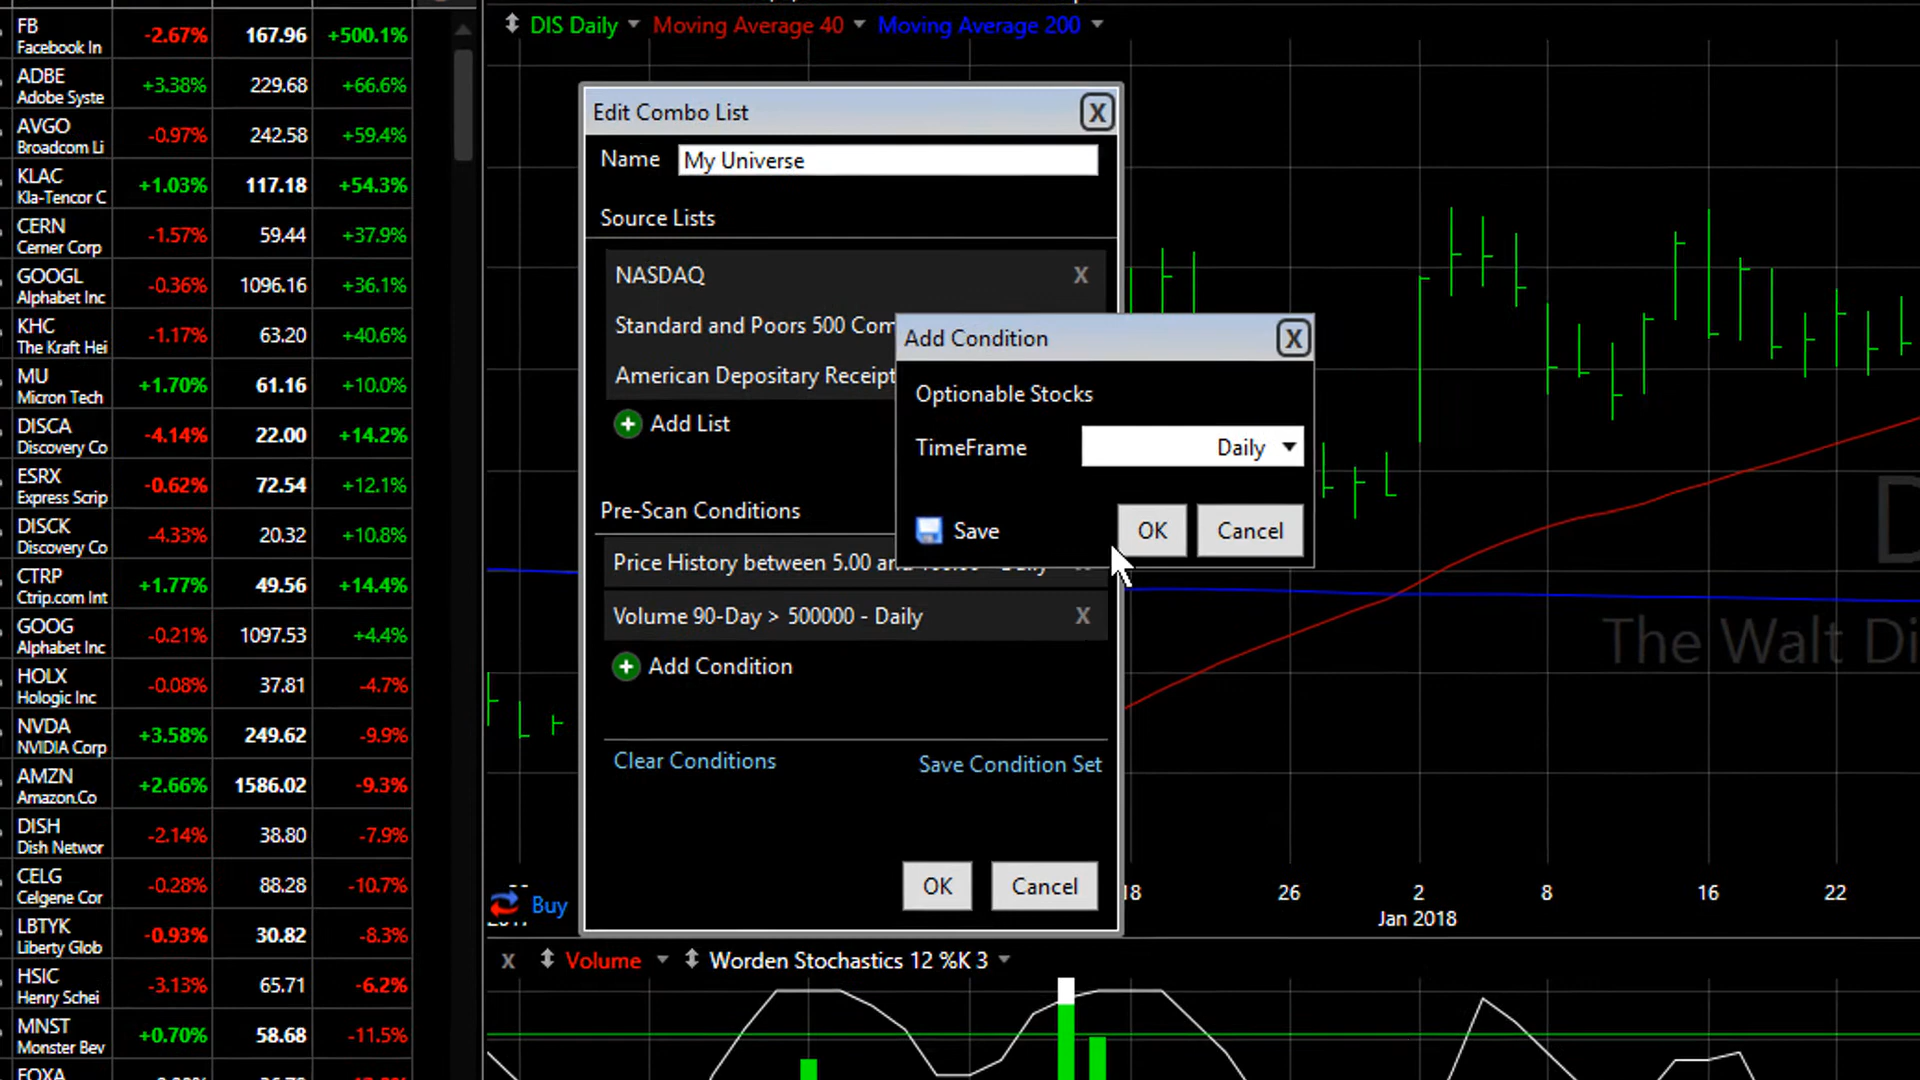 FB
Facebook In
-2.67%
167.96
+500.1%
ADBE
Adobe Syste
+3.38%
229.68
+66.6%
AVGO
Broadcom Li
-0.97%
242.58
+59.4%
KLAC
Kla-Tencor C
+1.03%
117.18
+54.3%
CERN
Cerner Corp
-1.57%
59.44
+37.9%
GOOGL
Alphabet Inc
-0.36%
1096.16
+36.1%
KHC
The Kraft Hei
-1.17%
63.20
+40.6%
MU
Micron Tech
+1.70%
61.16
+10.0%
DISCA
Discovery Co
-4.14%
22.00
+14.2%
ESRX
Express Scrip
-0.62%
72.54
+12.1%
DISCK
Discovery Co
-4.33%
20.32
+10.8%
CTRP
Ctrip.com Int
+1.77%
49.56
+14.4%
GOOG
Alphabet Inc
-0.21%
1097.53
+4.4%
HOLX
Hologic Inc
-0.08%
37.81
-4.7%
NVDA
NVIDIA Corp
+3.58%
249.62
-9.9%
AMZN
Amazon.Co
+2.66%
1586.02
-9.3%
DISH
Dish Networ
-2.14%
38.80
-7.9%
CELG
Celgene Cor
-0.28%
88.28
-10.7%
LBTYK
Liberty Glob
-0.93%
30.82
-8.3%
HSIC
Henry Schei
-3.13%
65.71
-6.2%
MNST
Monster Bev
+0.70%
58.68
-11.5%
FOXA
DIS Daily
Moving Average 40
Moving Average 200
Edit Combo List
X
Name
My Universe
Source Lists
NASDAQ
X
Standard and Poors 500 Com
American Depositary Receipt
Add List
Pre-Scan Conditions
Price History between 5.00 an
Daily
Volume 90-Day > 500000 - Daily
X
Add Condition
Clear Conditions
Save Condition Set
OK
Cancel
Add Condition
X
Optionable Stocks
TimeFrame
Daily
Save
OK
Cancel
D
The Walt Di
Buy
18
26
2
8
16
22
Jan 2018
X
Volume
Worden Stochastics 12 %K 3